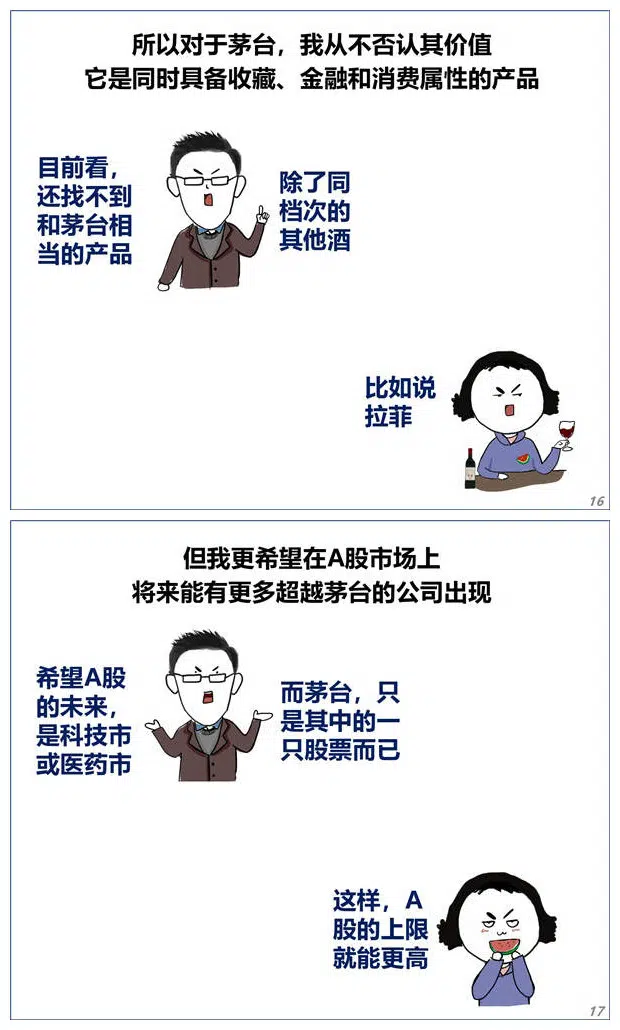 所以对于茅台，我从不否认其价值
它是同时具备收藏、金融和消费属性的产品
目前看，
还找不到
和茅台相
当的产品
除了同
档次的
其他酒
比如说
拉菲
16
但我更希望在A股市场上
将来能有更多超越茅台的公司出现
希望A股
的未来，
是科技市
或医药市
而茅台，只
是其中的一
只股票而已
这样，A
股的上限
就能更高
17